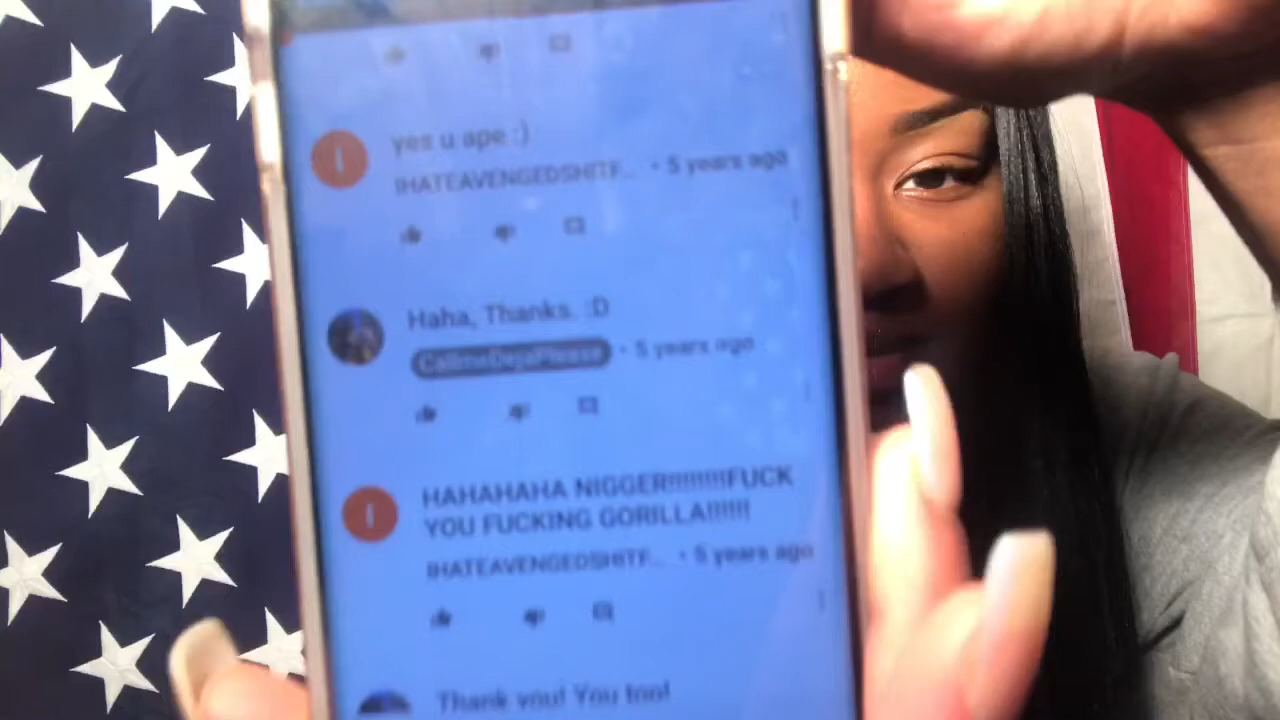 yes u ape :)
IHATEAVENGEDSHITF... • 5 years ago
Haha, Thanks. :D
CallmeDejaPlease • 5 years ago
HAHAHAHA NIGGER!!!!!!!!!FUCK
YOU FUCKING GORILLA!!!!!!
IHATEAVENGEDSHITF... • 5 years ago
Thank you! You too!